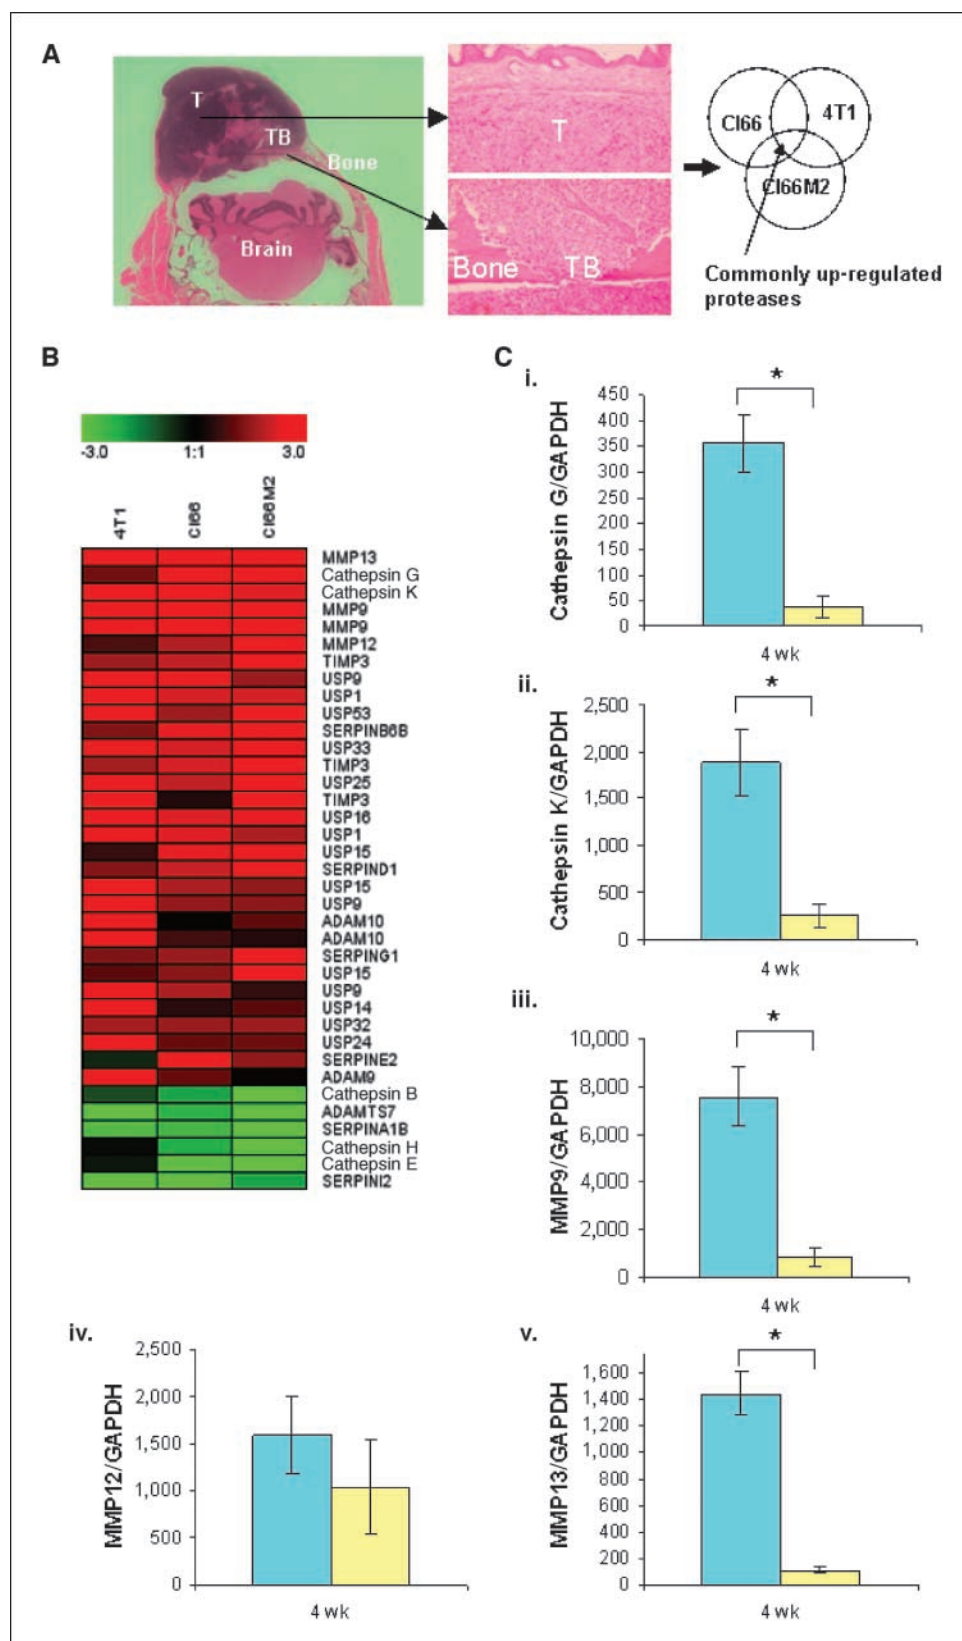 A
T
TB
Bone
Brain
T
Bone TB
Cl66
4T1
Cl66M2
Commonly up-regulated
proteases
B
-3.0 1:1 3.0
4T1 Cl66 Cl66M2
MMP13
Cathepsin G
Cathepsin K
MMP9
MMP9
MMP12
TIMP3
USP9
USP1
USP53
SERPINB6B
USP33
TIMP3
USP25
TIMP3
USP16
USP1
USP15
SERPIND1
USP15
USP9
ADAM10
ADAM10
SERPING1
USP15
USP9
USP14
USP32
USP24
SERPINE2
ADAM9
Cathepsin B
ADAMTS7
SERPINA1B
Cathepsin H
Cathepsin E
SERPINI2
C
i.
Cathepsin G/GAPDH
450
400
350
300
250
200
150
100
50
0
*
4 wk
ii.
Cathepsin K/GAPDH
2,500
2,000
1,500
1,000
500
0
*
4 wk
iii.
MMP9/GAPDH
10,000
8,000
6,000
4,000
2,000
0
*
4 wk
iv.
MMP12/GAPDH
2,500
2,000
1,500
1,000
500
0
4 wk
v.
MMP13/GAPDH
1,600
1,400
1,200
1,000
800
600
400
200
0
*
4 wk